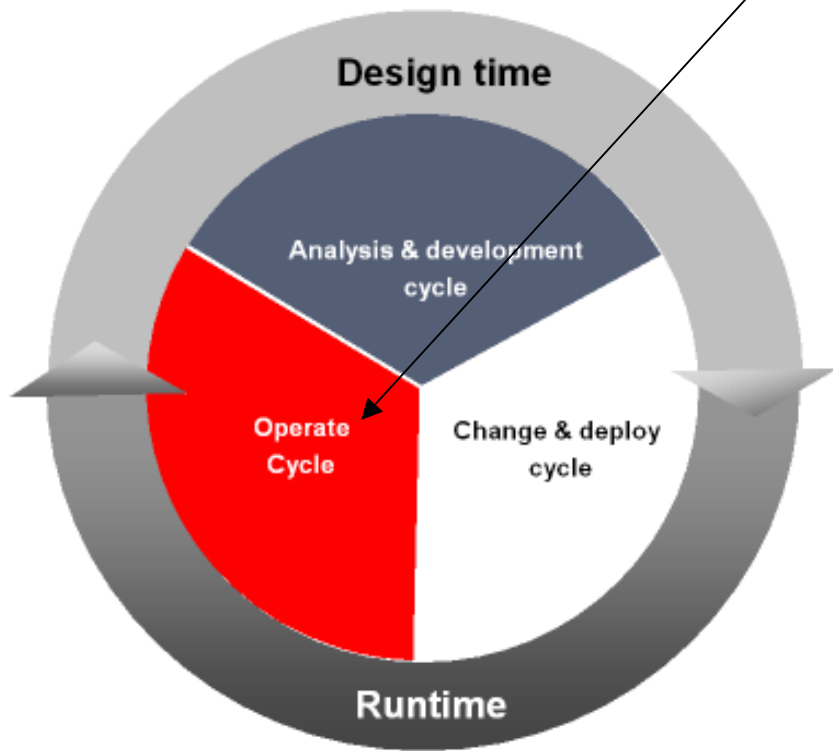 Design time
Analysis & development
cycle
Operate
Cycle
Change & deploy
cycle
Runtime